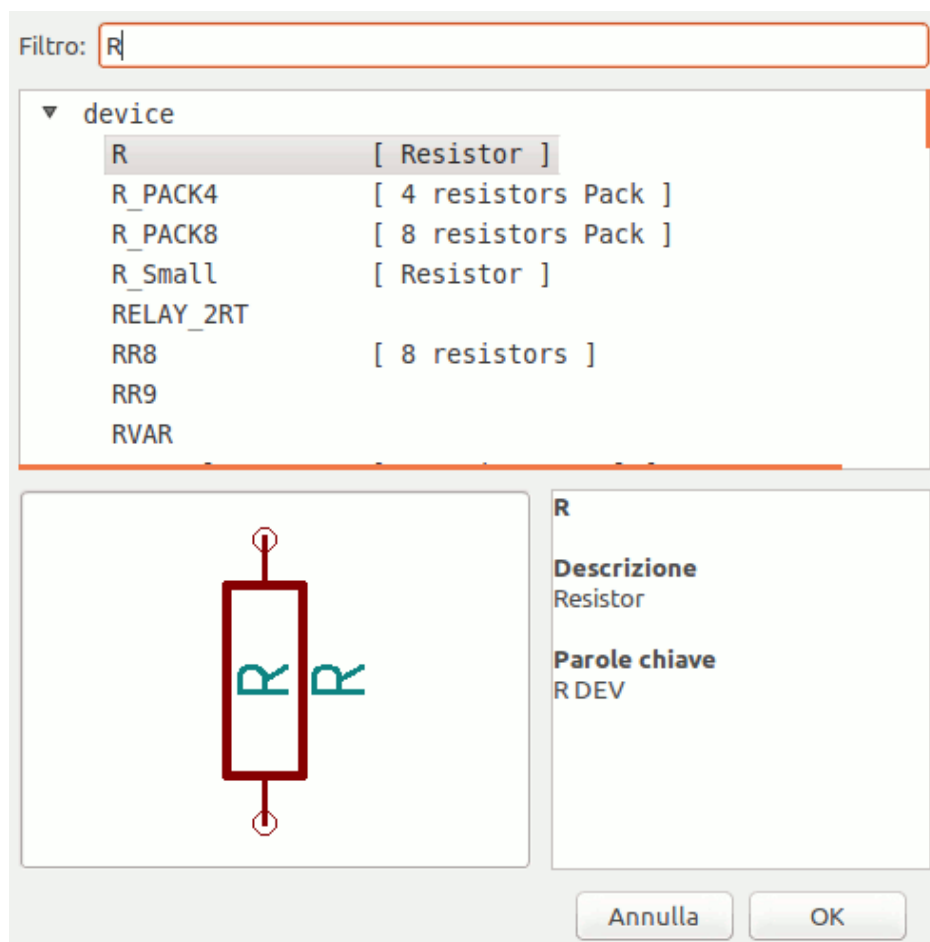 Filtro: R
device
R [ Resistor ]
R_PACK4 [ 4 resistors Pack ]
R_PACK8 [ 8 resistors Pack ]
R_Small [ Resistor ]
RELAY_2RT
RR8 [ 8 resistors ]
RR9
RVAR
R
Descrizione
Resistor
Parole chiave
R DEV
R R
Annulla OK